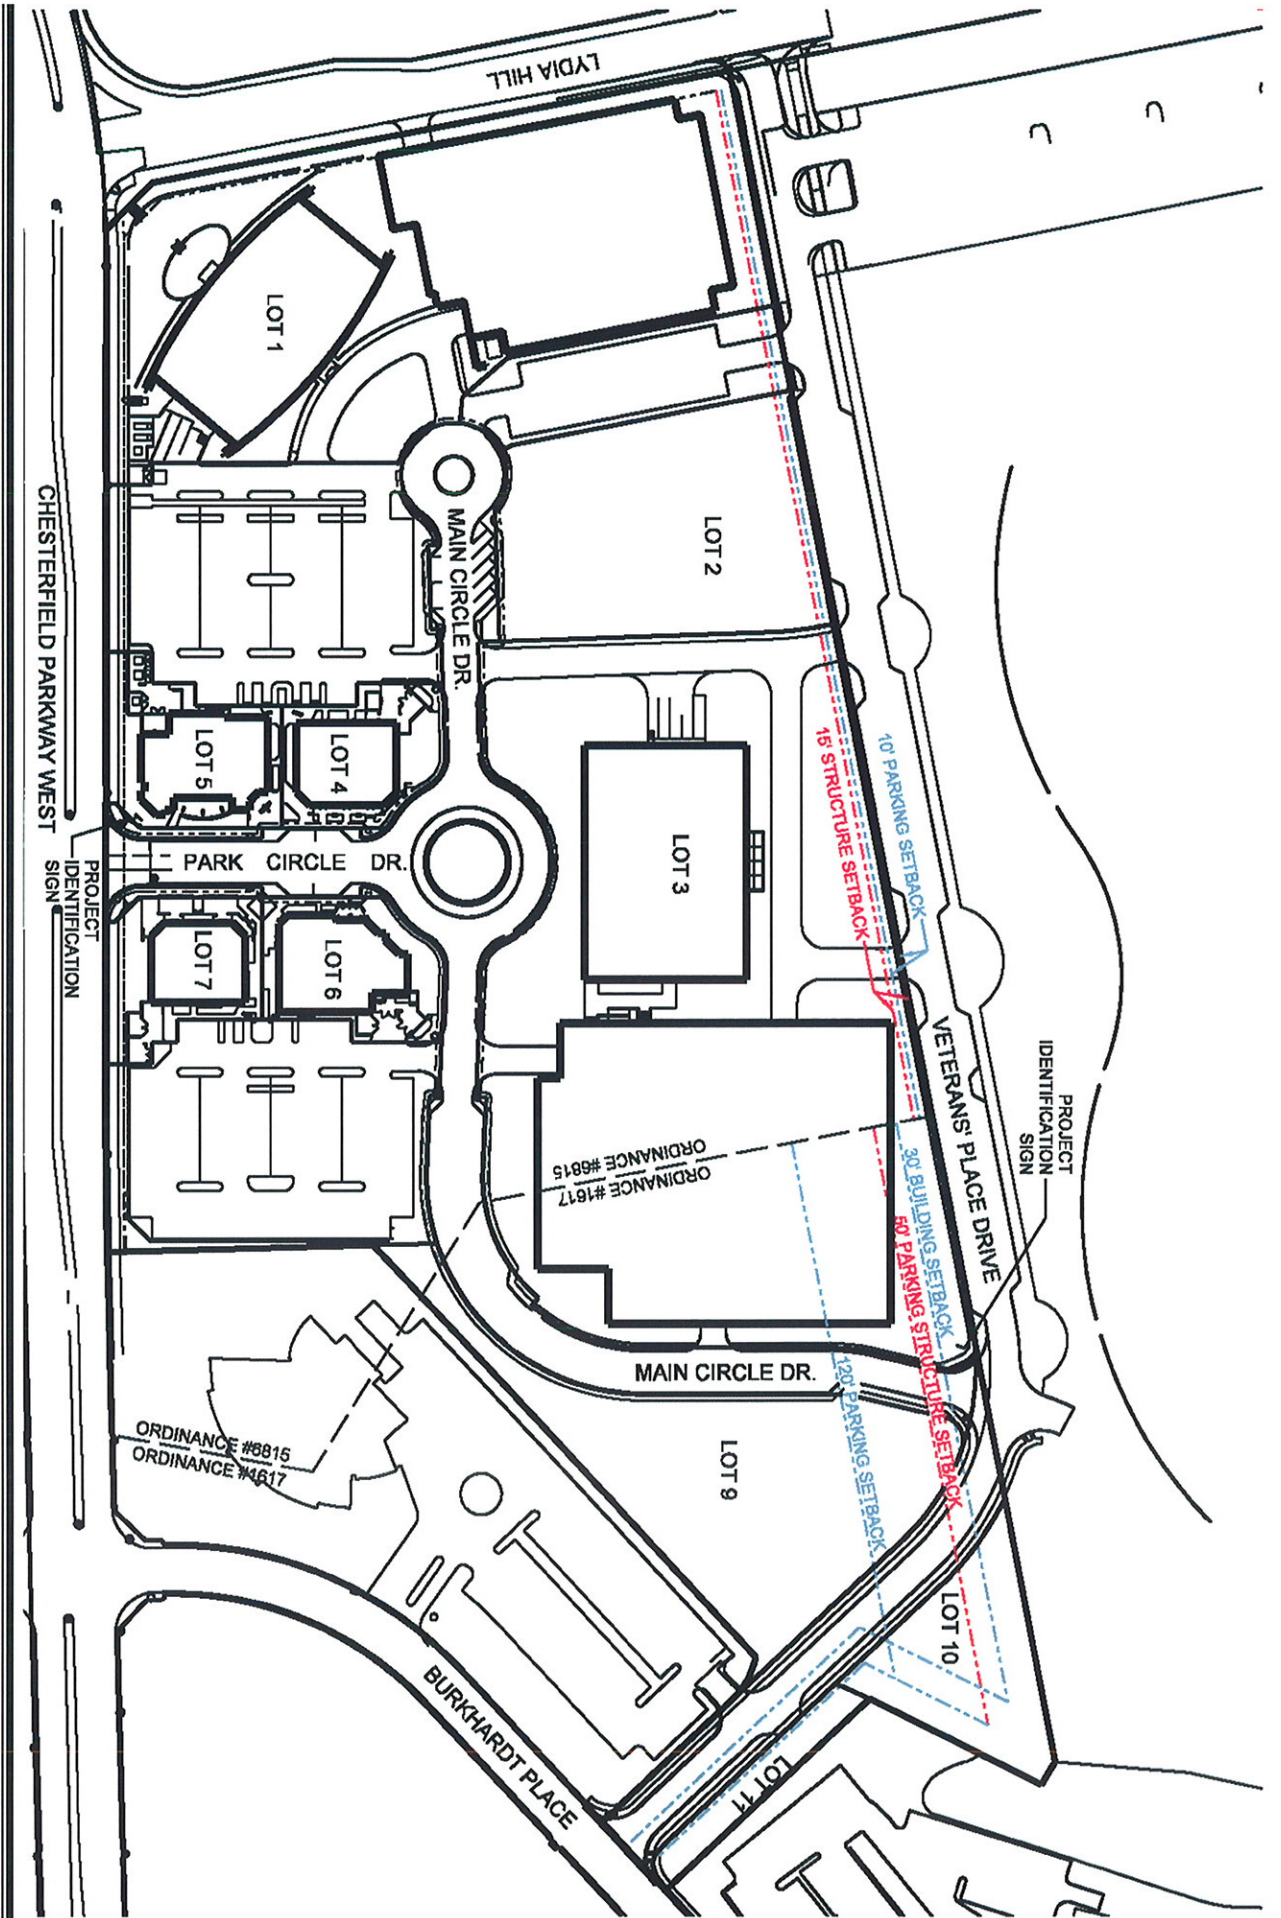 LYDIA HILL
LOT 1
LOT 2
MAIN CIRCLE DR.
CHESTERFIELD PARKWAY WEST
LOT 5
LOT 4
LOT 3
10' PARKING SETBACK
15' STRUCTURE SETBACK
PARK CIRCLE DR.
PROJECT
IDENTIFICATION
SIGN
LOT 7
LOT 6
VETERANS' PLACE DRIVE
PROJECT
IDENTIFICATION
SIGN
ORDINANCE #6815
ORDINANCE #1617
30' BUILDING SETBACK
50' PARKING STRUCTURE SETBACK
120' PARKING SETBACK
MAIN CIRCLE DR.
ORDINANCE #6815
ORDINANCE #1617
LOT 9
LOT 10
LOT 11
BURKHARDT PLACE